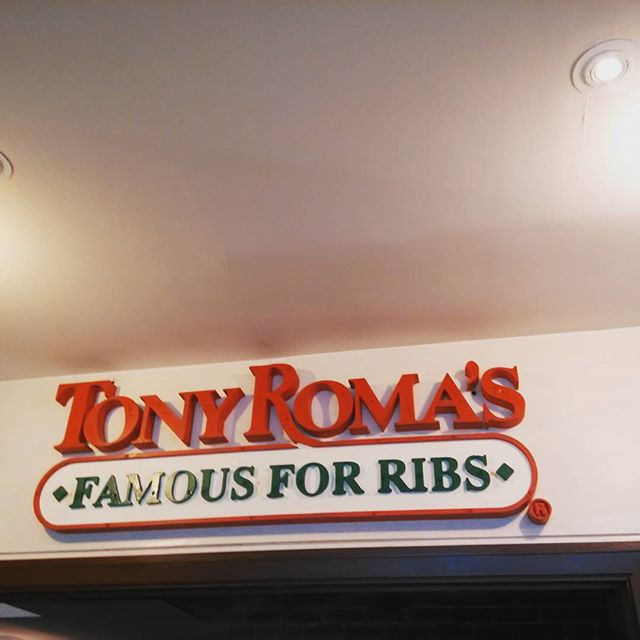 TONY ROMA'S
• FAMOUS FOR RIBS •
®